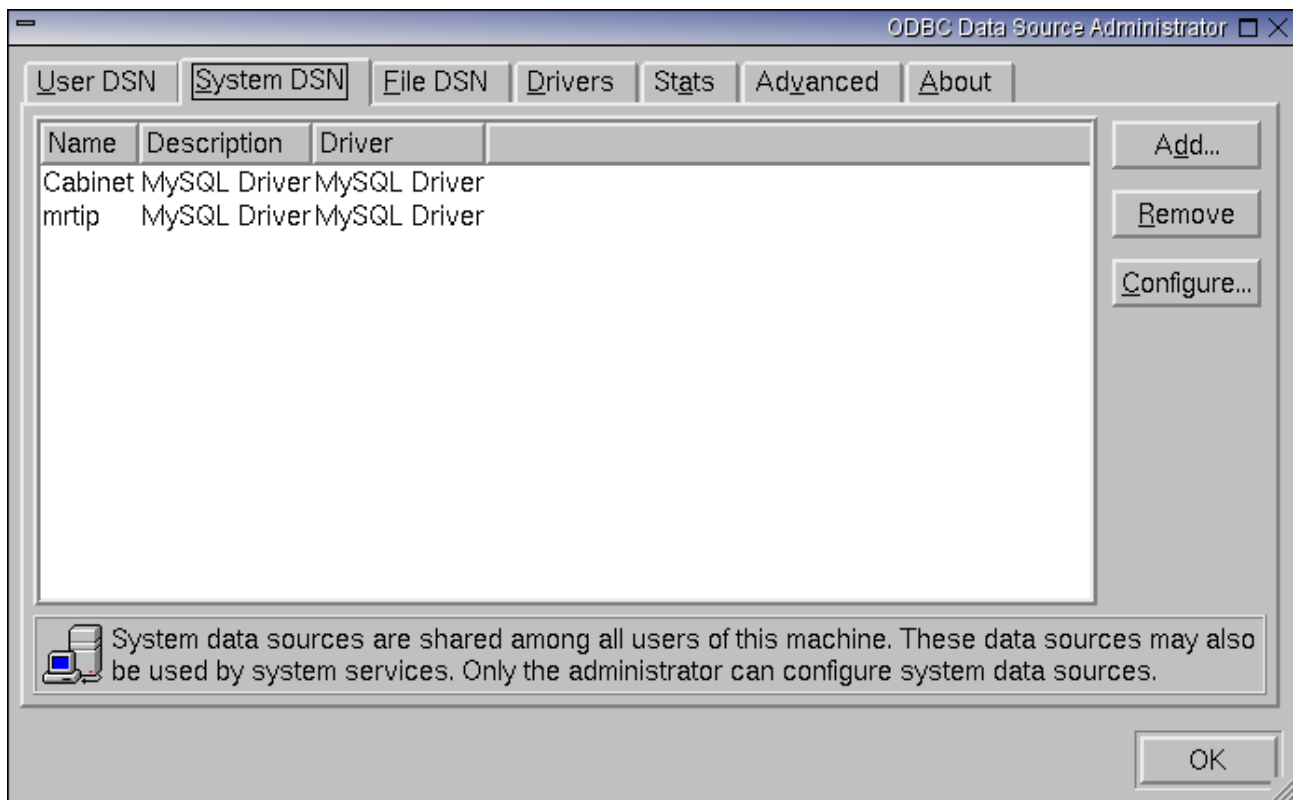 ODBC Data Source Administrator
User DSN System DSN File DSN Drivers Stats Advanced About
Name Description Driver
Cabinet MySQL Driver MySQL Driver
mrtip MySQL Driver MySQL Driver
Add...
Remove
Configure...
System data sources are shared among all users of this machine. These data sources may also
be used by system services. Only the administrator can configure system data sources.
OK